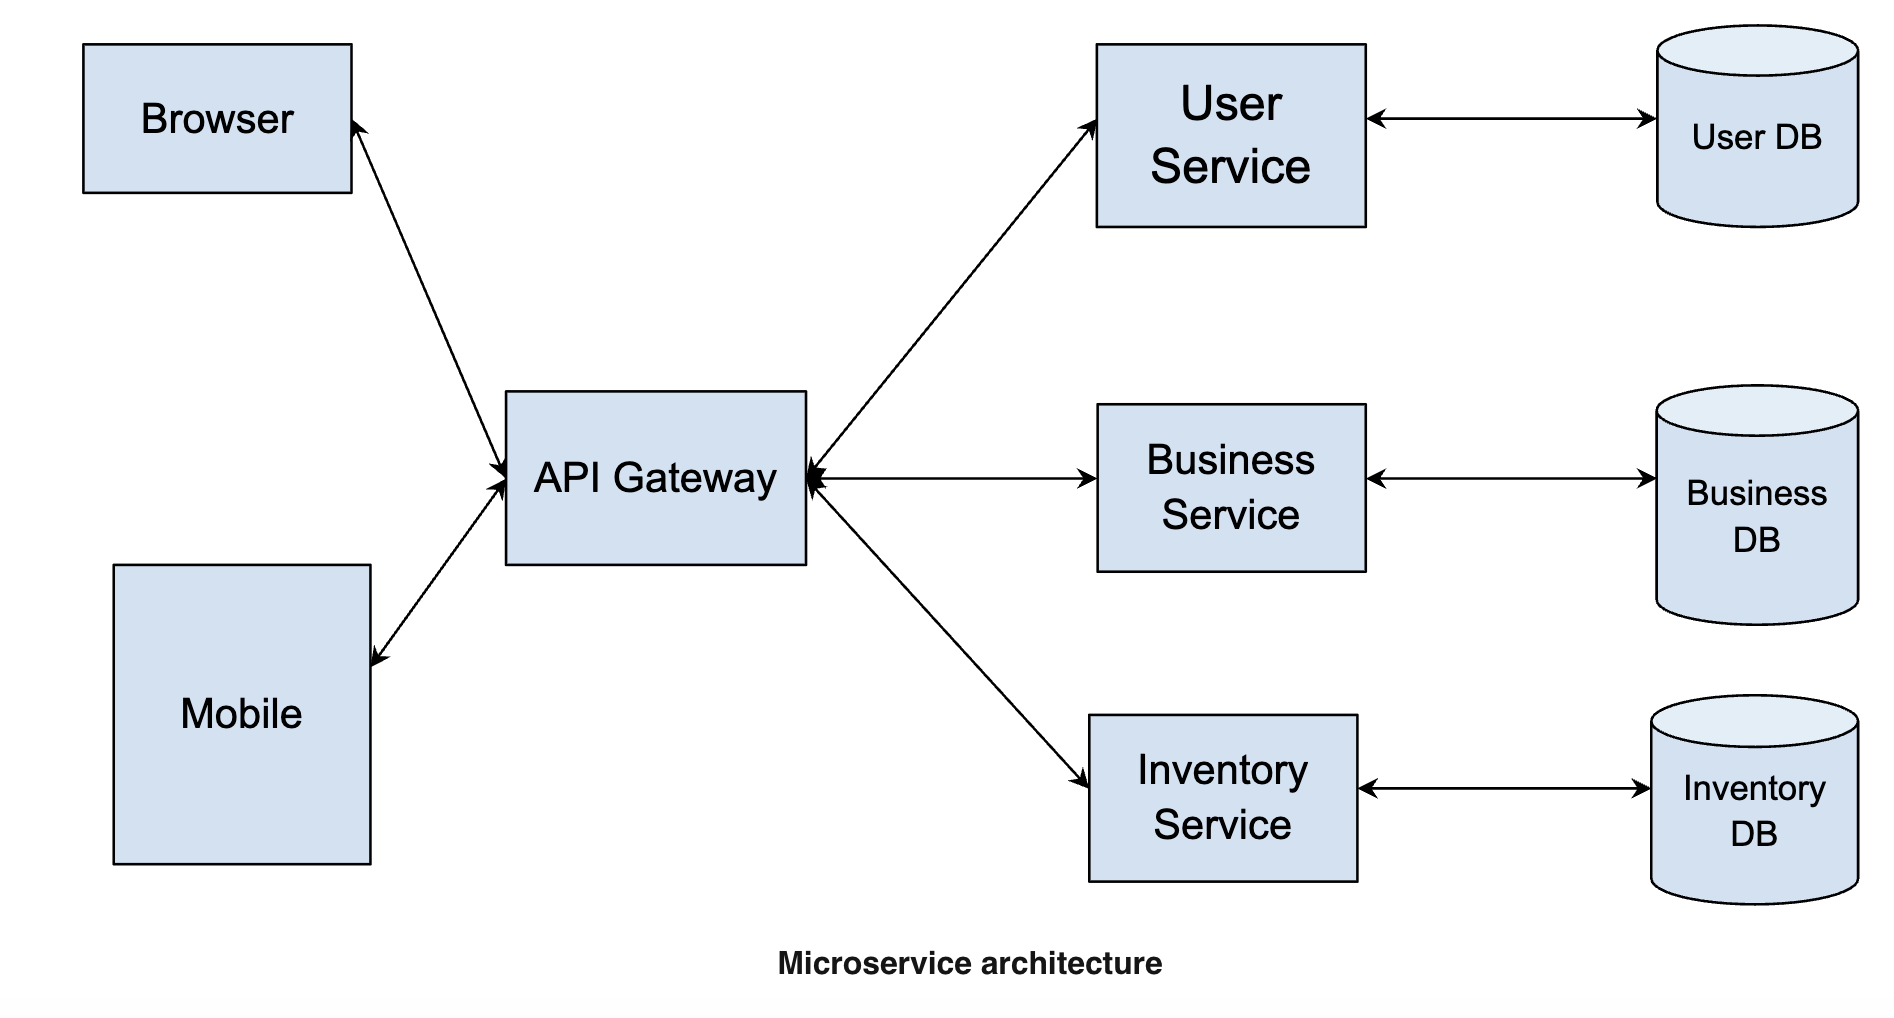 Browser
User
Service
User DB
API Gateway
Business
Service
Business
DB
Mobile
Inventory
Service
Inventory
DB
Microservice architecture